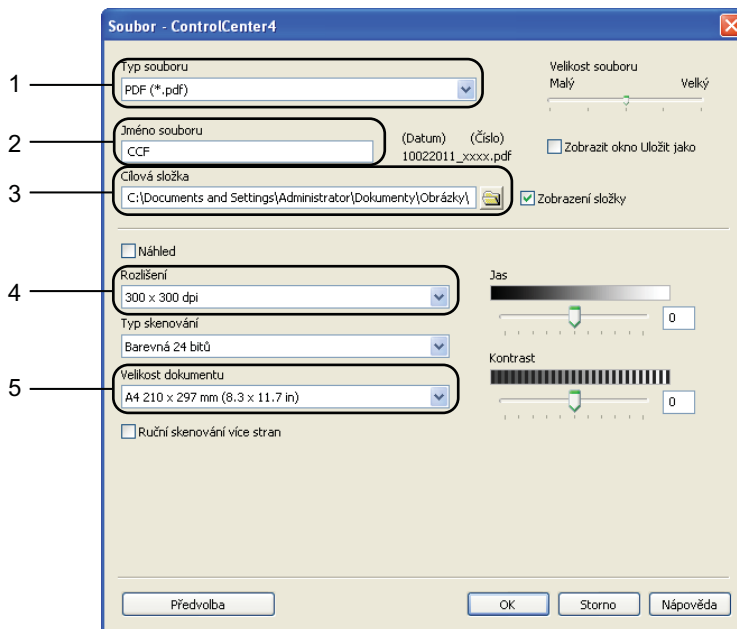 Soubor - ControlCenter4
1
Typ souboru
PDF (*.pdf)
Velikost souboru
Malý Velký
2
Jméno souboru
CCF
(Datum) (Číslo)
10022011_xxxx.pdf
Zobrazit okno Uložit jako
3
Cílová složka
C:\Documents and Settings\Administrator\Dokumenty\Obrázky\
Zobrazení složky
Náhled
4
Rozlišení
300 x 300 dpi
Jas
0
Typ skenování
Barevná 24 bitů
5
Velikost dokumentu
A4 210 x 297 mm (8.3 x 11.7 in)
Kontrast
0
Ruční skenování více stran
Předvolba OK Storno Nápověda